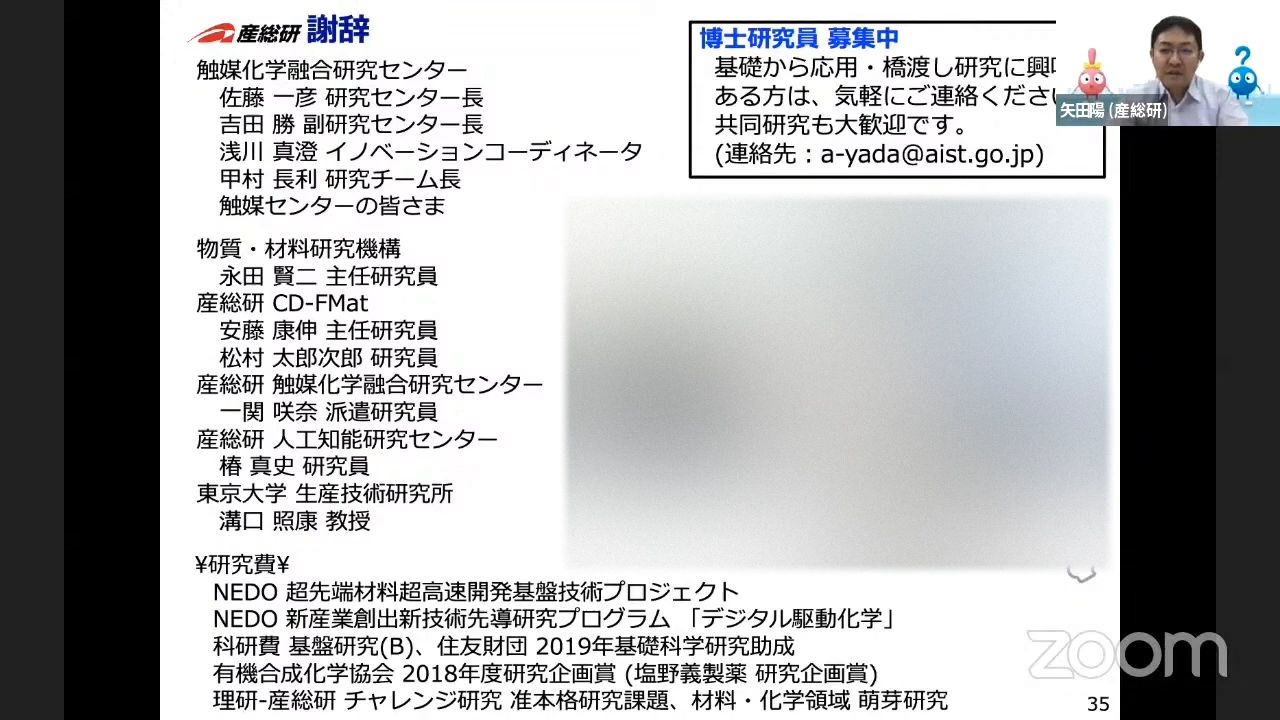 産総研 謝辞
触媒化学融合研究センター
佐藤 一彦 研究センター長
吉田 勝 副研究センター長
浅川 真澄 イノベーションコーディネータ
甲村 長利 研究チーム長
触媒センターの皆さま
物質・材料研究機構
永田 賢二 主任研究員
産総研 CD-FMat
安藤 康伸 主任研究員
松村 太郎次郎 研究員
産総研 触媒化学融合研究センター
一関 咲奈 派遣研究員
産総研 人工知能研究センター
椿 真史 研究員
東京大学 生産技術研究所
溝口 照康 教授
¥研究費¥
NEDO 超先端材料超高速開発基盤技術プロジェクト
NEDO 新産業創出新技術先導研究プログラム 「デジタル駆動化学」
科研費 基盤研究(B)、住友財団 2019年基礎科学研究助成
有機合成化学協会 2018年度研究企画賞 (塩野義製薬 研究企画賞)
理研-産総研 チャレンジ研究 准本格研究課題、材料・化学領域 萌芽研究
博士研究員 募集中
基礎から応用・橋渡し研究に興
ある方は、気軽にご連絡くださ
共同研究も大歓迎です。
(連絡先：a-yada@aist.go.jp)
矢田陽 (産総研)
zoom
35